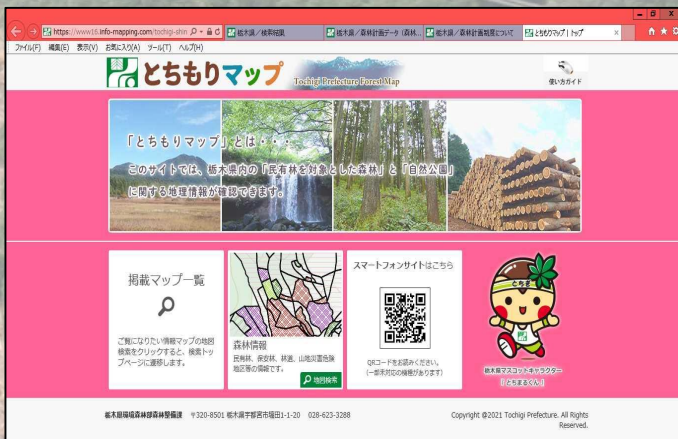 https://www16.info-mapping.com/tochigi-shin
栃木県／検索結果
栃木県／森林計画データ（森林...
栃木県／森林計画制度について
とちもりマップ | トップ
ファイル(F) 編集(E) 表示(V) お気に入り(A) ツール(T) ヘルプ(H)
とちもりマップ
Tochigi Prefecture Forest Map
使い方ガイド
「とちもりマップ」とは・・・
このサイトでは、栃木県内の「民有林を対象とした森林」と「自然公園」
に関する地理情報が確認できます。
掲載マップ一覧
ご覧になりたい情報マップの地図
検索をクリックすると、検索トッ
プページに遷移します。
森林情報
民有林、保安林、林道、山地災害危険
地区等の情報です。
地図検索
スマートフォンサイトはこちら
QRコードをお読みください。
（一部未対応の機種があります）
とちまる
栃木県マスコットキャラクター
「とちまるくん」
栃木県環境森林部森林整備課 〒320-8501 栃木県宇都宮市塙田1-1-20 028-623-3288
Copyright @2021 Tochigi Prefecture. All Rights
Reserved.